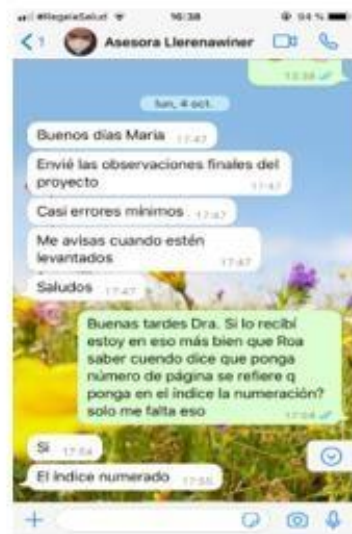 16:38
94 %
1
Asesora Llerenawiner
lun, 4 oct.
Buenos días Maria 17:47
Envié las observaciones finales del
proyecto 17:47
Casi errores mínimos 17:47
Me avisas cuando estén
levantados 17:47
Saludos 17:47
Buenas tardes Dra. Si lo recibí
estoy en eso más bien que Roa
saber cuendo dice que ponga
número de página se refiere q
ponga en el índice la numeración?
solo me falta eso
Si 17:54
El índice numerado 17:55